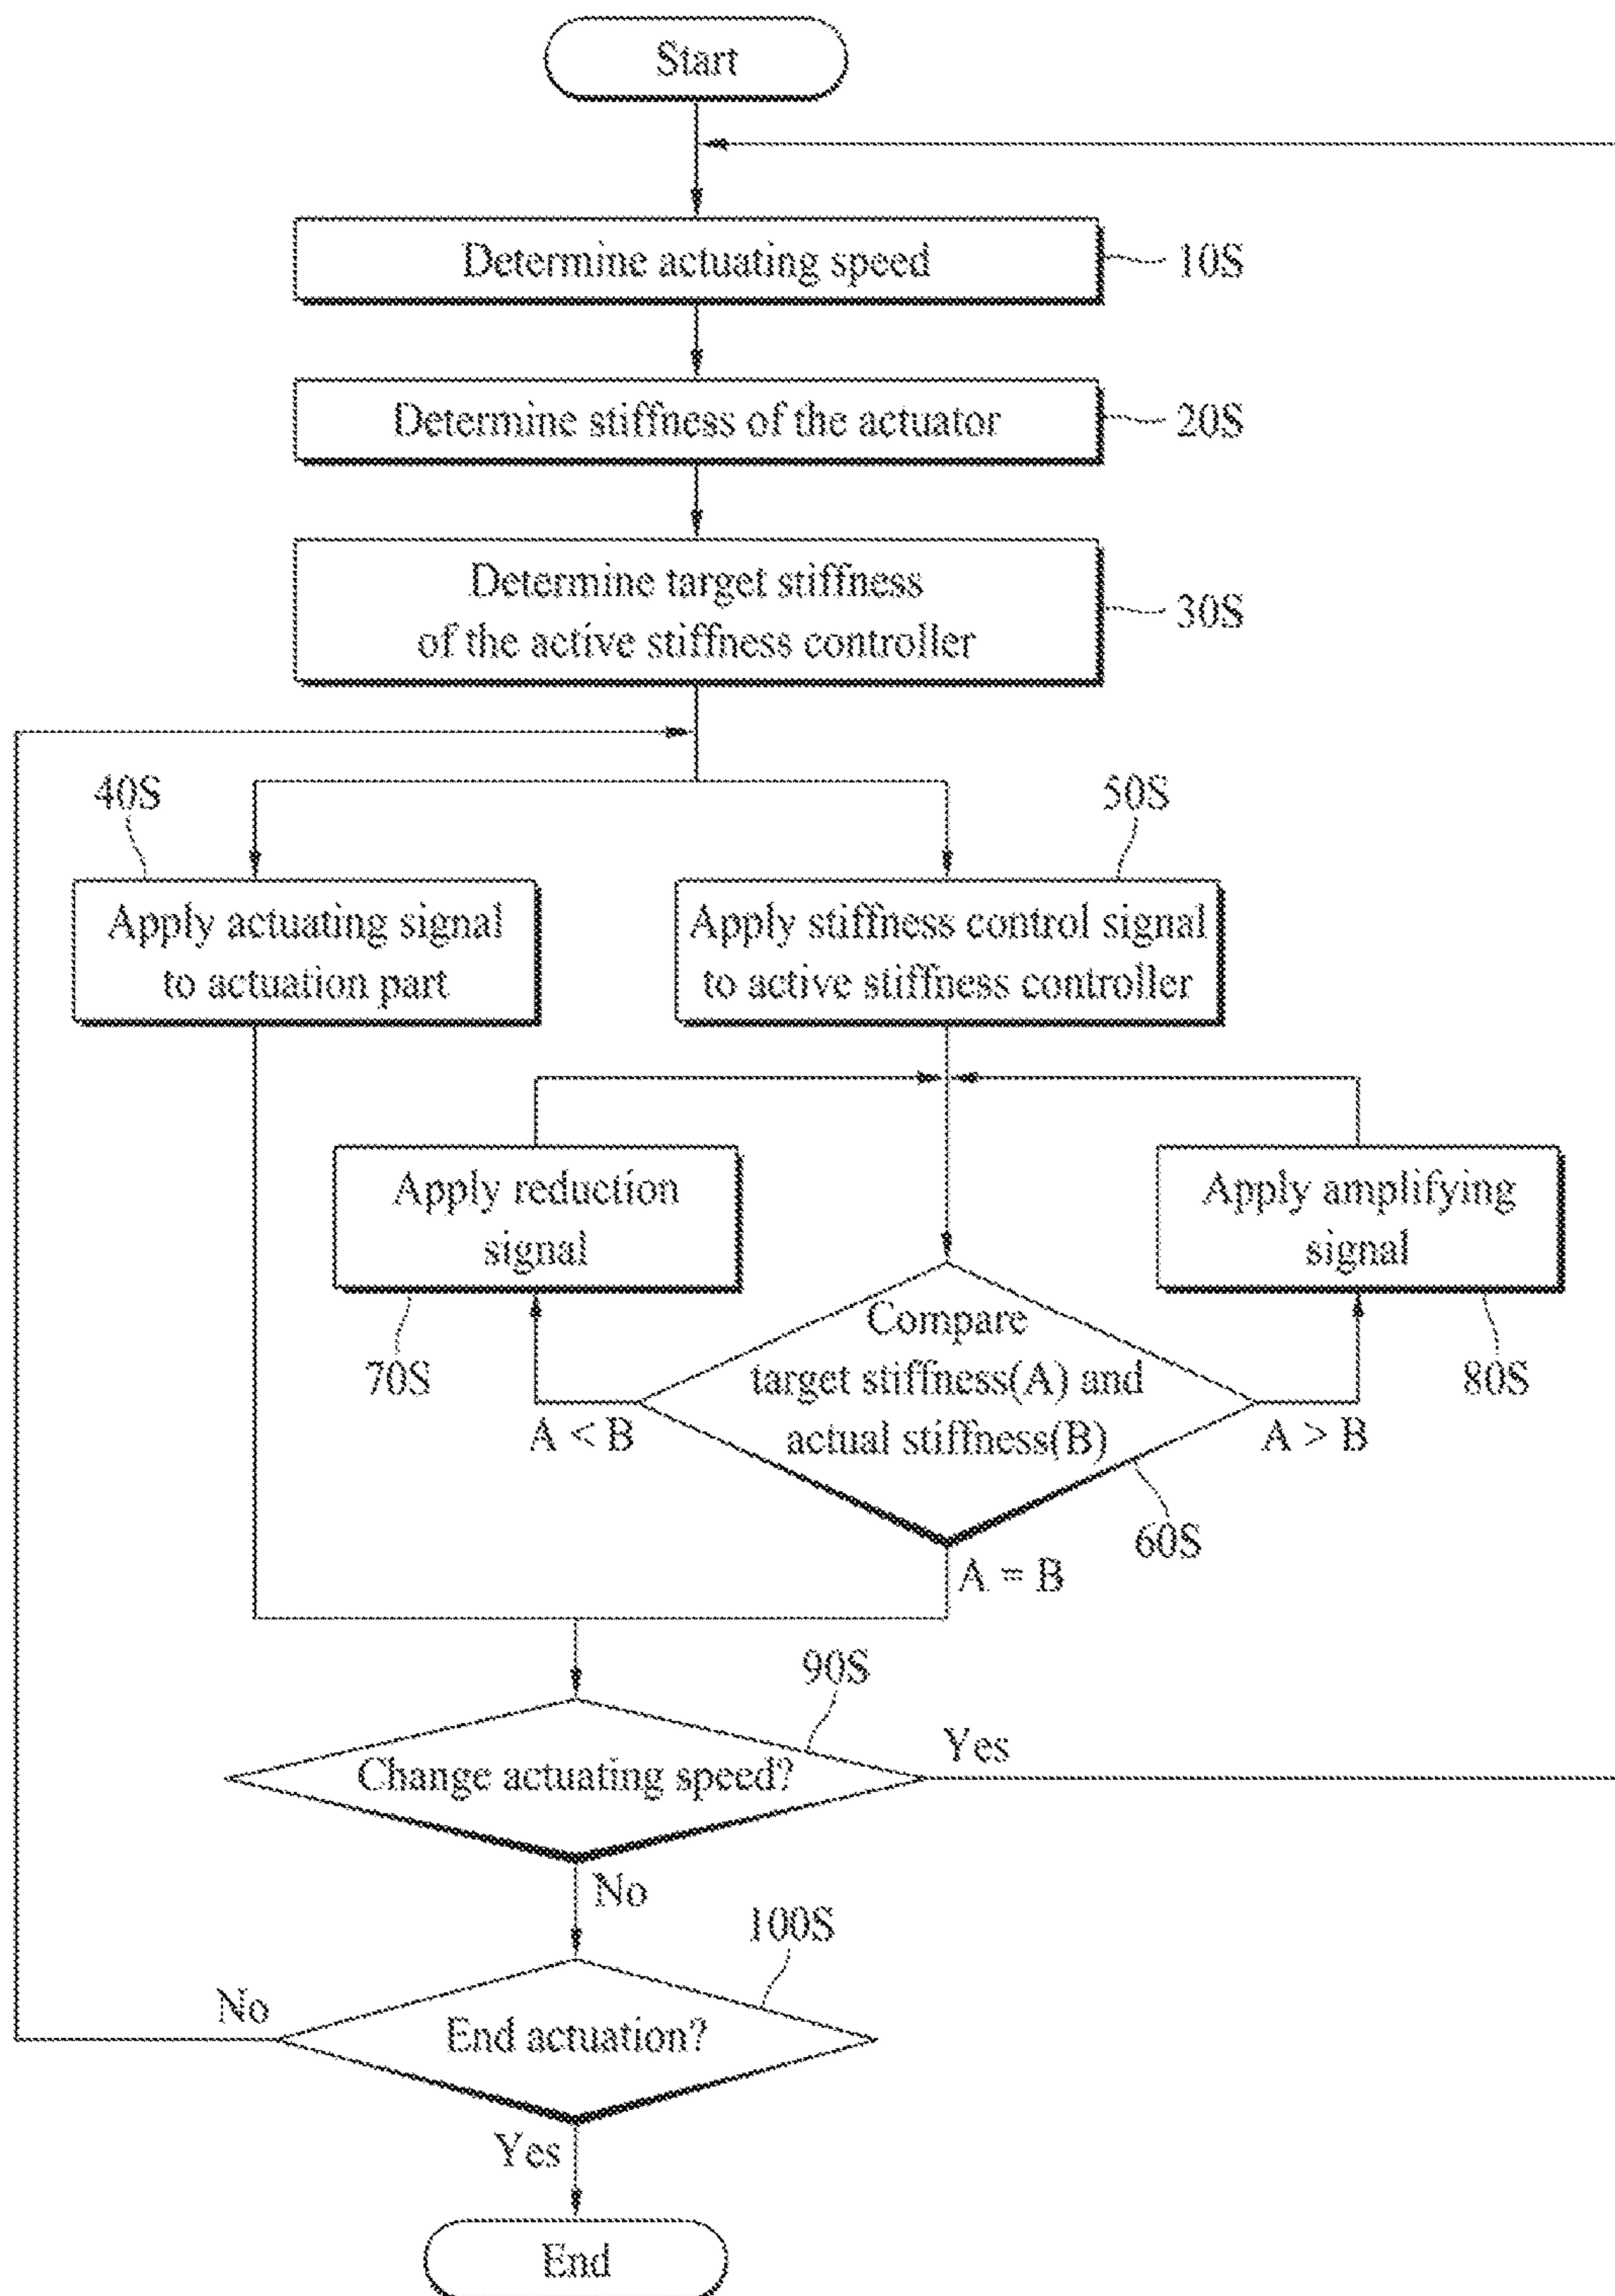 Start
Determine actuating speed
10S
Determine stiffness of the actuator
20S
Determine target stiffness
of the active stiffness controller
30S
40S
50S
Apply actuating signal
to actuation part
Apply stiffness control signal
to active stiffness controller
Apply reduction
signal
Apply amplifying
signal
70S
Compare
target stiffness(A) and
actual stiffness(B)
80S
A < B
A > B
60S
A = B
90S
Change actuating speed?
Yes
No
100S
No
End actuation?
Yes
End